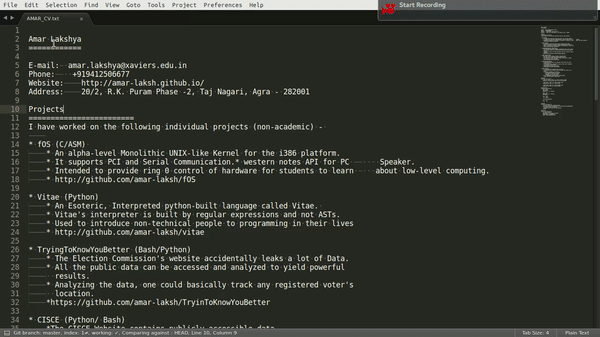 File Edit Selection Find View Goto Tools Project Preferences Help
Start Recording
AMAR_CV.txt
1
2 Amar Lakshya
3 ============
4
5 E-mail: amar.lakshya@xaviers.edu.in
6 Phone: +919412506677
7 Website: http://amar-laksh.github.io/
8 Address: 20/2, R.K. Puram Phase -2, Taj Nagari, Agra - 282001
9
10 Projects
11 ========================
12 I have worked on the following individual projects (non-academic) -
13
14 * fOS (C/ASM)
15 * An alpha-level Monolithic UNIX-like Kernel for the i386 platform.
16 * It supports PCI and Serial Communication.* western notes API for PC Speaker.
17 * Intended to provide ring 0 control of hardware for students to learn about low-level computing.
18 * http://github.com/amar-laksh/fOS
19
20 * Vitae (Python)
21 * An Esoteric, Interpreted python-built language called Vitae.
22 * Vitae's interpreter is built by regular expressions and not ASTs.
23 * Used to introduce non-technical people to programming in their lives
24 * http://github.com/amar-laksh/vitae
25
26 * TryingToKnowYouBetter (Bash/Python)
27 * The Election Commission's website accidentally leaks a lot of Data.
28 * All the public data can be accessed and analyzed to yield powerful
29 results.
30 * Analyzing the data, one could basically track any registered voter's
31 location.
32 *https://github.com/amar-laksh/TryinToKnowYouBetter
33
34 * CISCE (Python/ Bash)
35 *The CISCE Website contains publicly accessible data
Git branch: master, index: 1≠, working: ✓, Comparing against : HEAD, Line 10, Column 9
Tab Size: 4
Plain Text